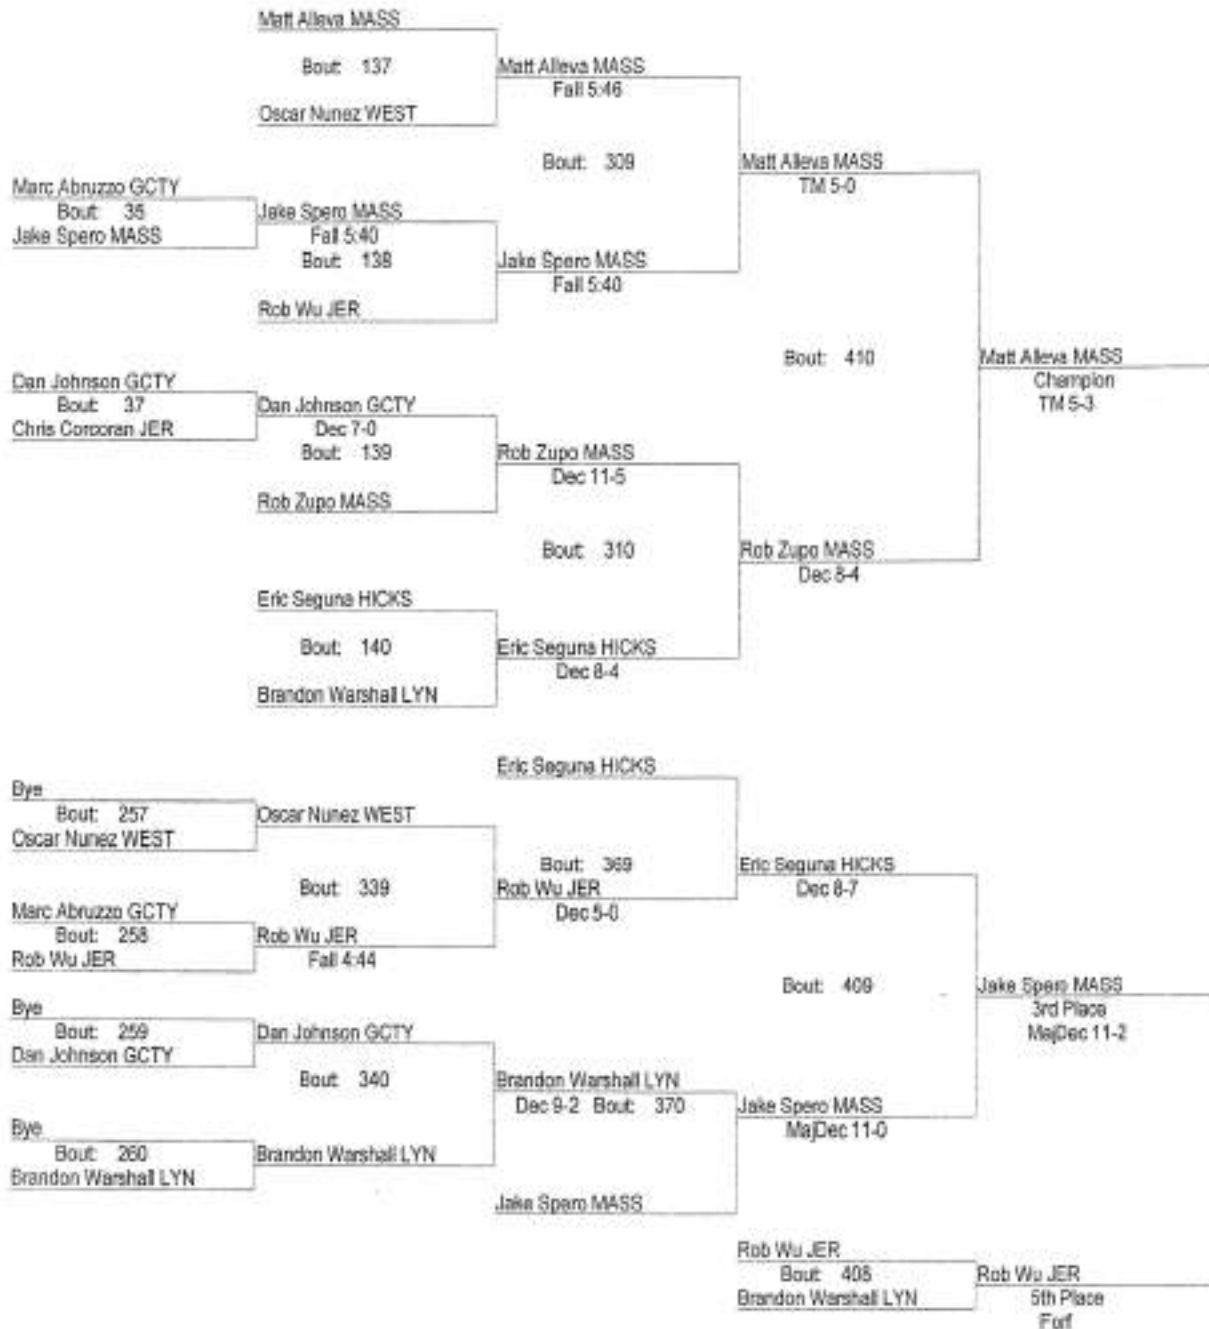 Matt Alleva MASS
Bout: 137
Matt Alleva MASS
Fall 5:46
Oscar Nunez WEST
Bout: 309
Matt Alleva MASS
TM 5-0
Marc Abruzzo GCTY
Bout: 35
Jake Spero MASS
Jake Spero MASS
Fall 5:40
Bout: 138
Jake Spero MASS
Fall 5:40
Rob Wu JER
Bout: 410
Matt Alleva MASS
Champion
TM 5-3
Dan Johnson GCTY
Bout: 37
Chris Corcoran JER
Dan Johnson GCTY
Dec 7-0
Bout: 139
Rob Zupo MASS
Dec 11-5
Rob Zupo MASS
Bout: 310
Rob Zupo MASS
Dec 8-4
Eric Seguna HICKS
Bout: 140
Eric Seguna HICKS
Dec 8-4
Brandon Warshall LYN
Eric Seguna HICKS
Bye
Bout: 257
Oscar Nunez WEST
Oscar Nunez WEST
Bout: 369
Eric Seguna HICKS
Dec 8-7
Bout: 339
Rob Wu JER
Dec 5-0
Marc Abruzzo GCTY
Bout: 258
Rob Wu JER
Rob Wu JER
Fall 4:44
Bout: 409
Jake Spero MASS
3rd Place
MajDec 11-2
Bye
Bout: 259
Dan Johnson GCTY
Dan Johnson GCTY
Bout: 340
Brandon Warshall LYN
Dec 9-2 Bout: 370
Jake Spero MASS
MajDec 11-0
Bye
Bout: 260
Brandon Warshall LYN
Brandon Warshall LYN
Jake Spero MASS
Rob Wu JER
Bout: 408
Brandon Warshall LYN
Rob Wu JER
5th Place
Forf